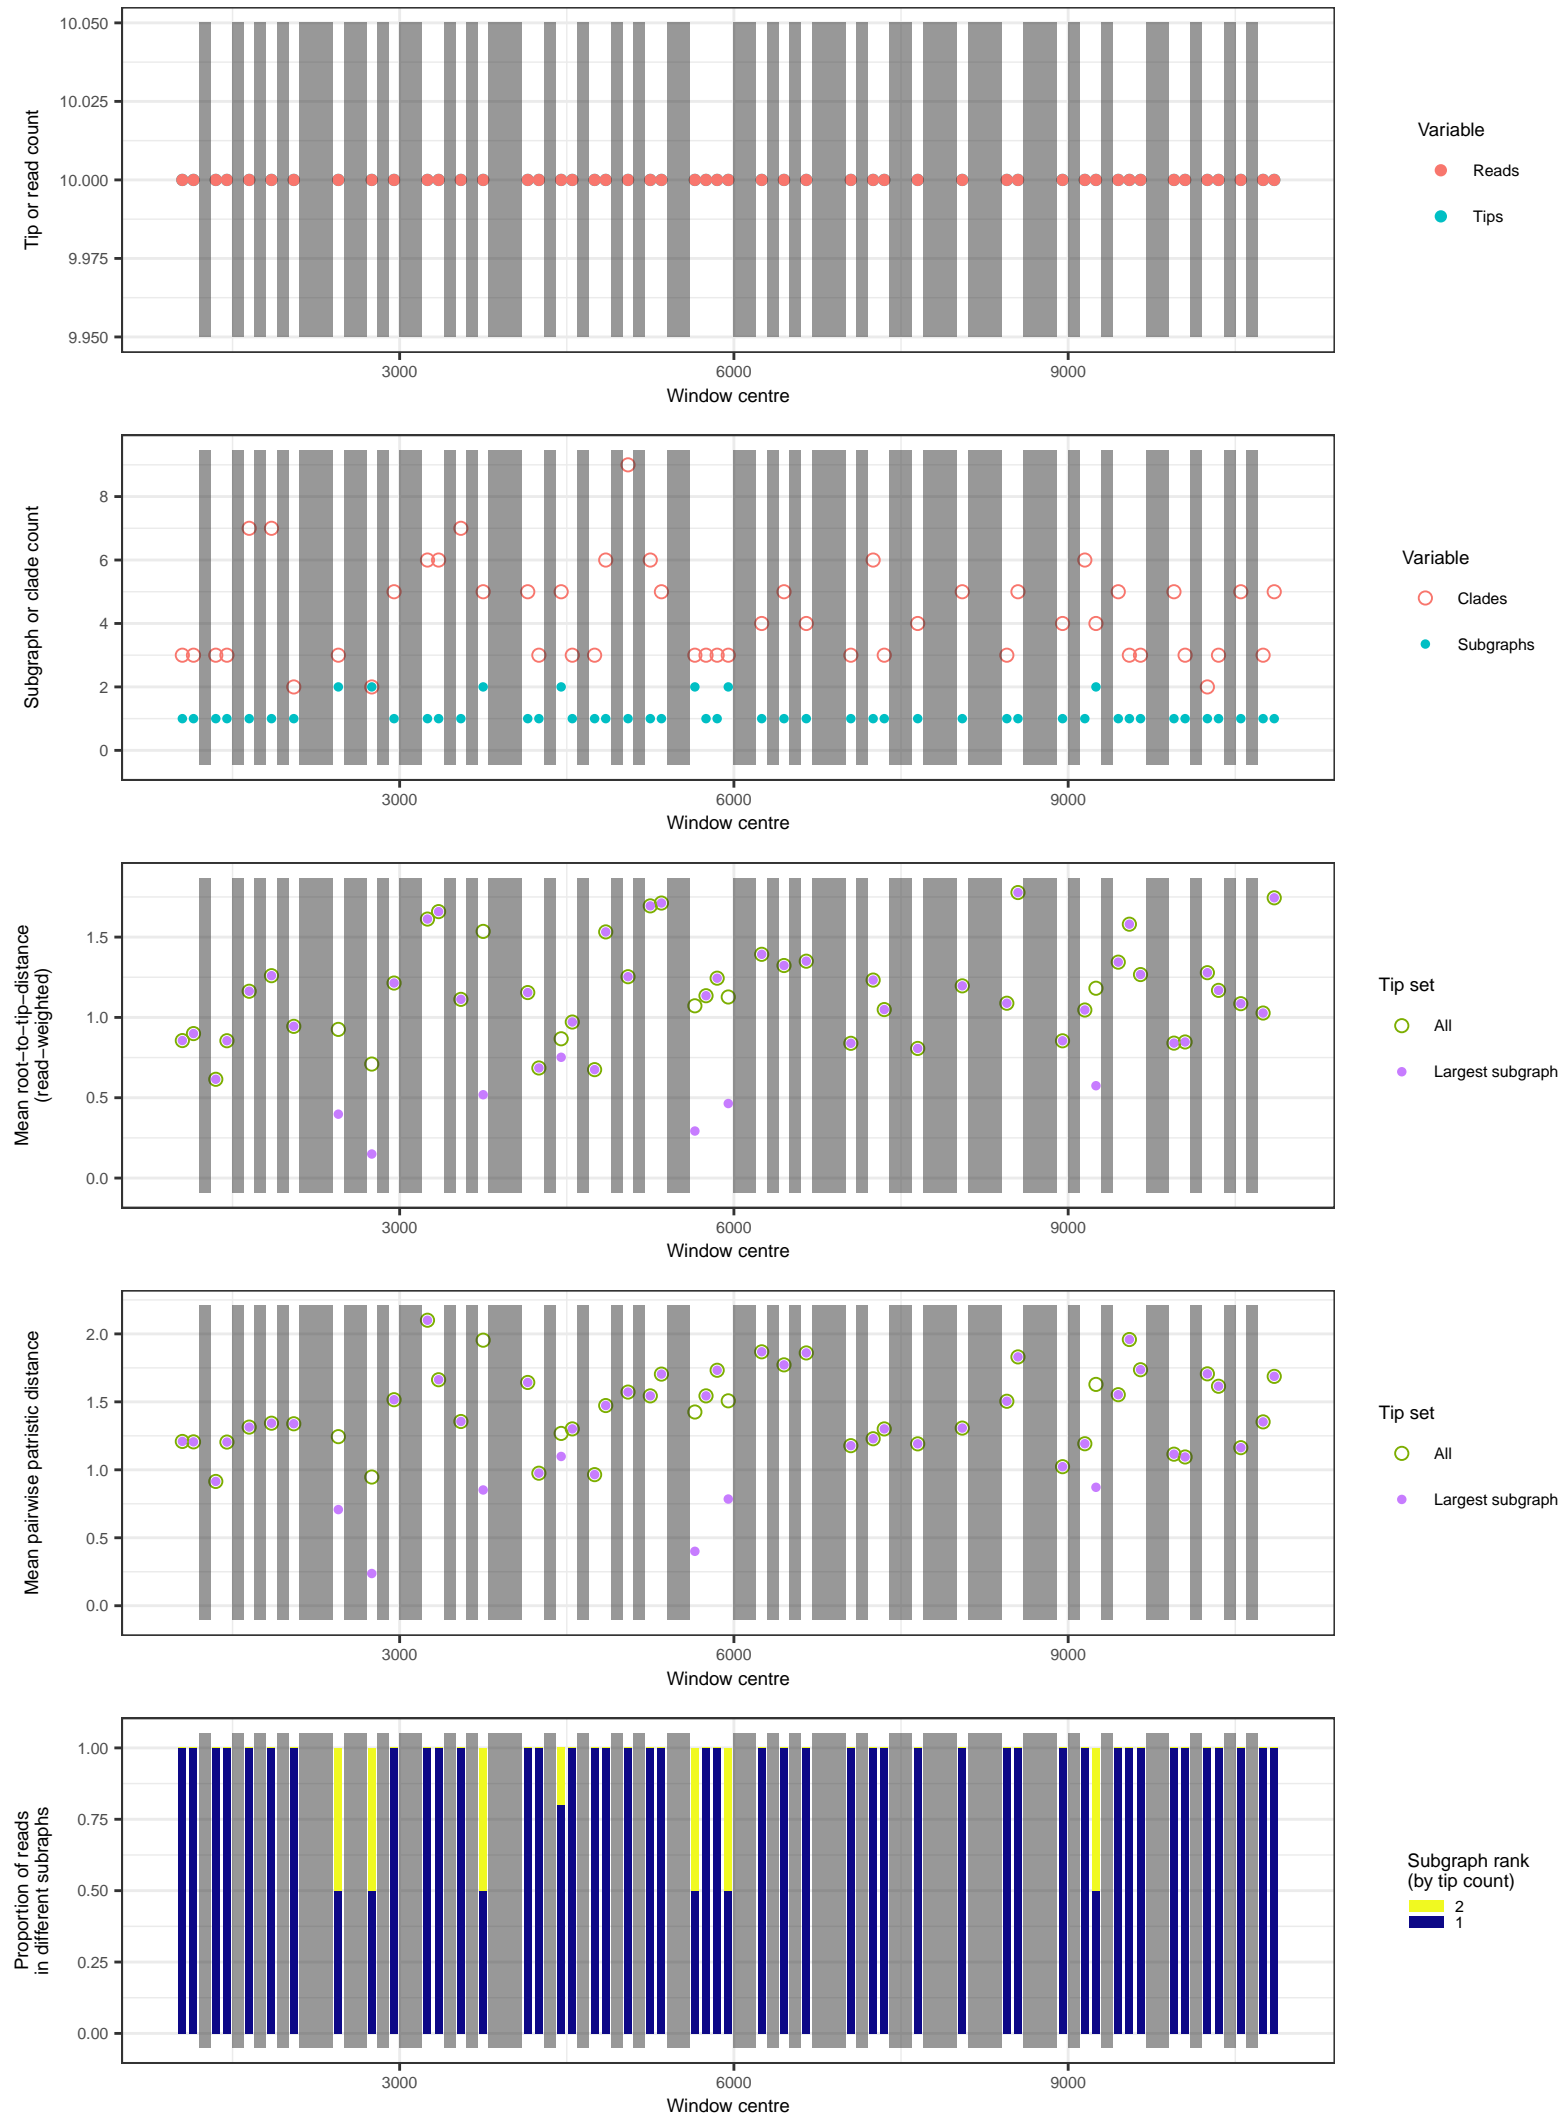 10.050
10.025
10.000
9.975
9.950
Tip or read count
3000 6000 9000
Window centre
Variable
Reads
Tips
8
6
4
2
0
Subgraph or clade count
3000 6000 9000
Window centre
Variable
Clades
Subgraphs
1.5
1.0
0.5
0.0
Mean root−to−tip−distance
(read−weighted)
3000 6000 9000
Window centre
Tip set
All
Largest subgraph
2.0
1.5
1.0
0.5
0.0
Mean pairwise patristic distance
3000 6000 9000
Window centre
Tip set
All
Largest subgraph
1.00
0.75
0.50
0.25
0.00
Proportion of reads
in different subraphs
3000 6000 9000
Window centre
Subgraph rank
(by tip count)
2
1